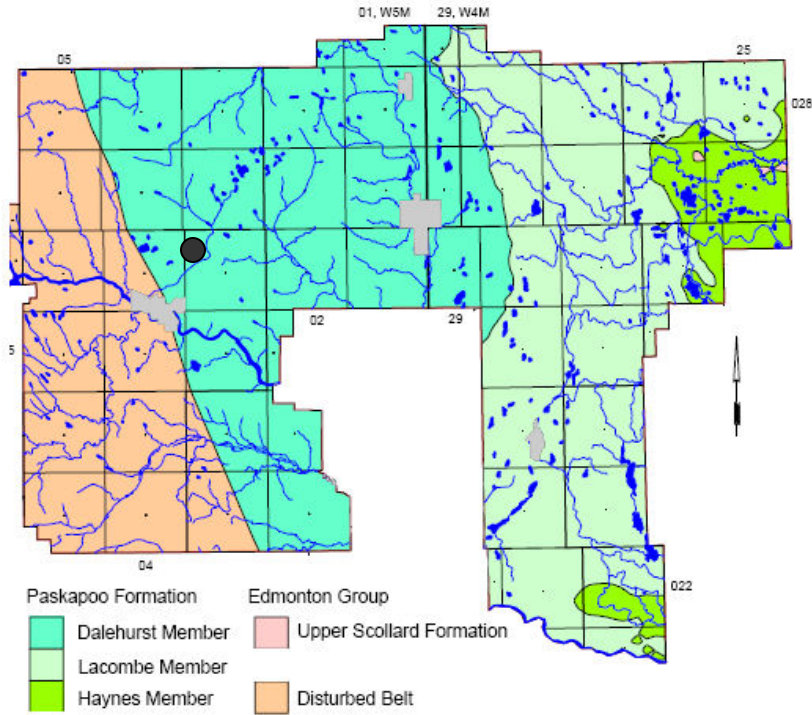 01, W5M 29, W4M
05
25
028
02
29
5
04
022
Paskapoo Formation Edmonton Group
Dalehurst Member Upper Scollard Formation
Lacombe Member
Haynes Member Disturbed Belt